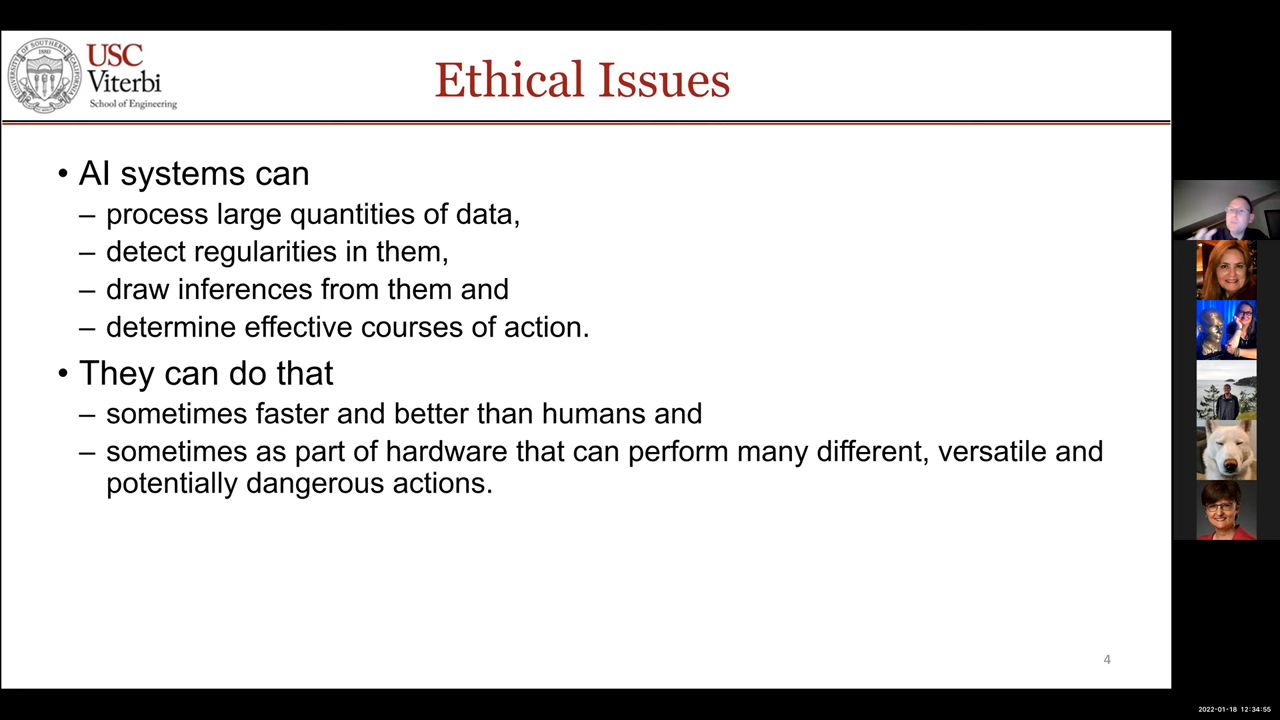 USC
Viterbi
School of Engineering
Ethical Issues
• AI systems can
– process large quantities of data,
– detect regularities in them,
– draw inferences from them and
– determine effective courses of action.
• They can do that
– sometimes faster and better than humans and
– sometimes as part of hardware that can perform many different, versatile and
potentially dangerous actions.
4
2022-01-18 12:34:55